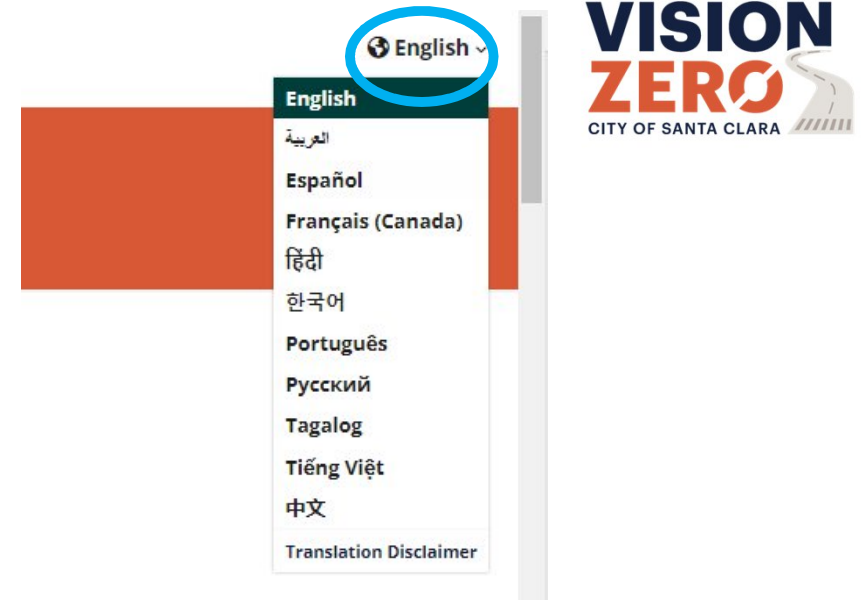 English
English
العربية
Español
Français (Canada)
हिंदी
한국어
Português
Русский
Tagalog
Tiếng Việt
中文
Translation Disclaimer
VISION
ZERO
CITY OF SANTA CLARA